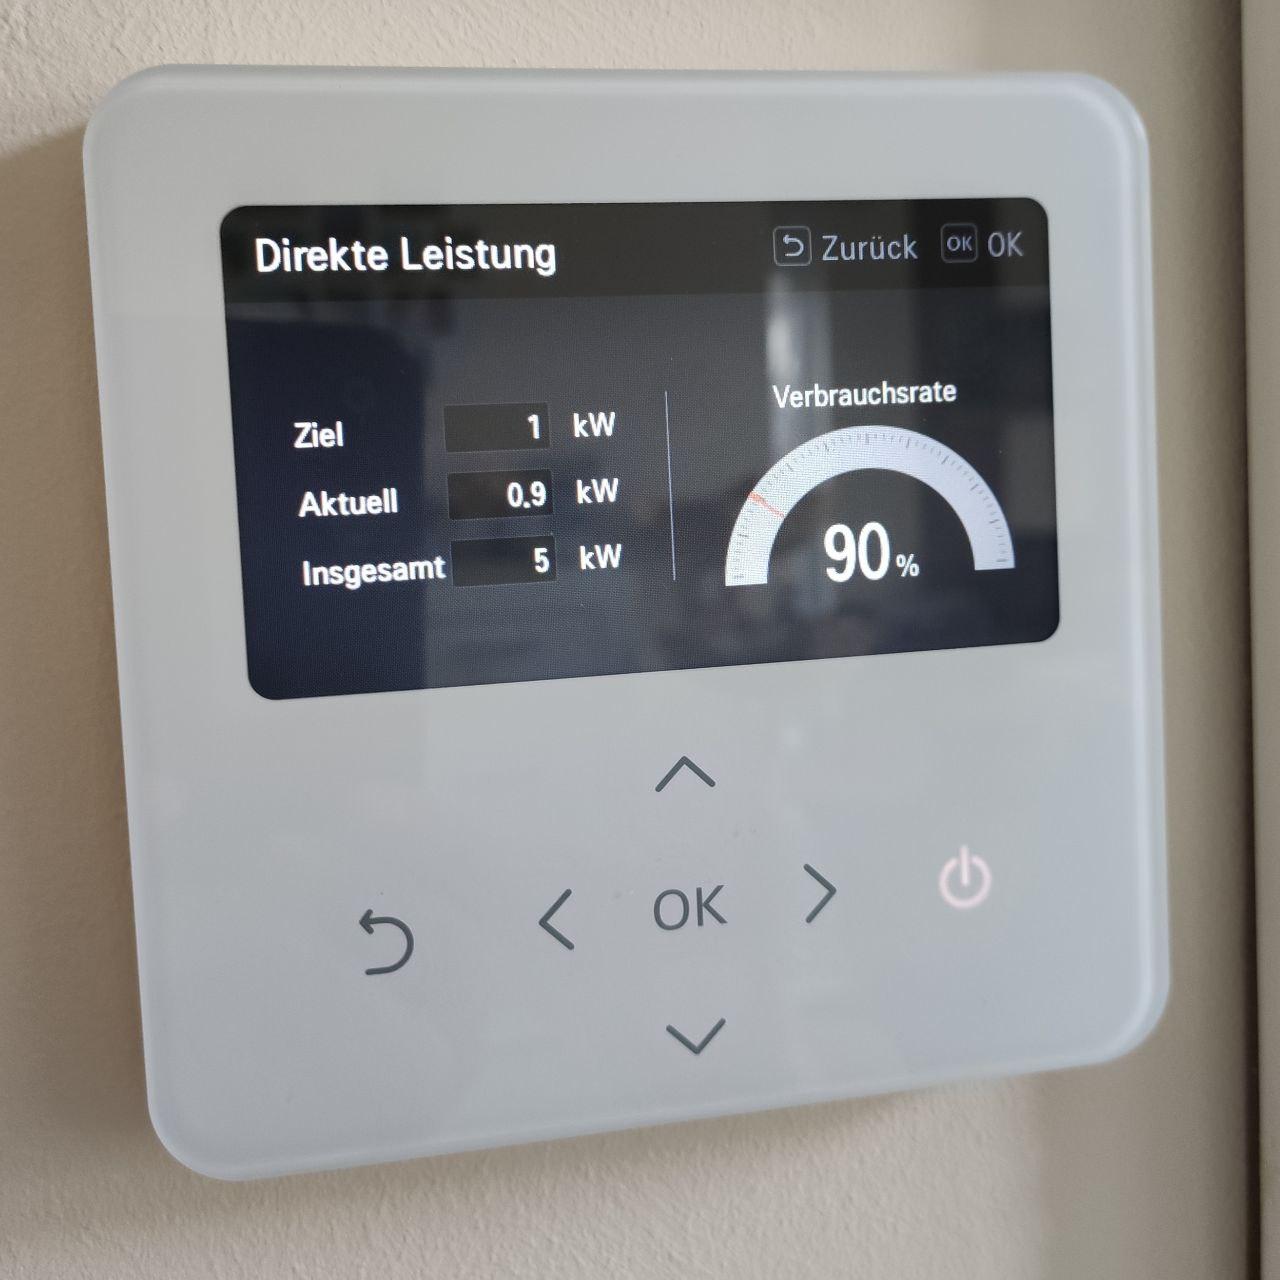 Direkte Leistung
Zurück OK OK
Verbrauchsrate
Ziel 1 kW
Aktuell 0.9 kW
Insgesamt 5 kW
90 %
OK